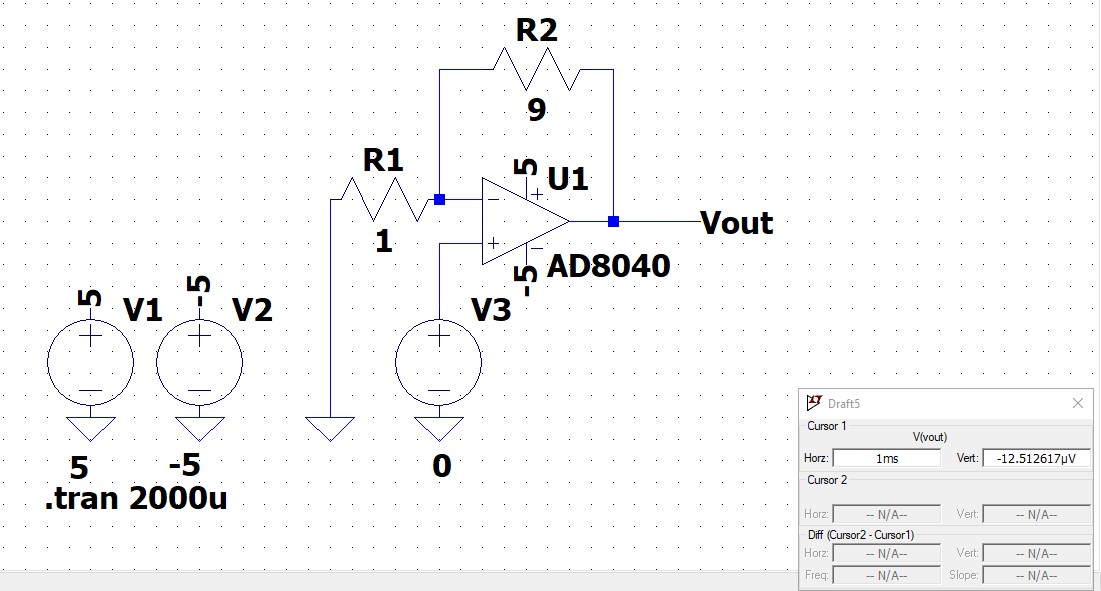 R2
9
R1
1
5
U1
+
−
+
−
-5
AD8040
Vout
5
V1
-5
V2
V3
+
−
+
−
+
−
5
-5
0
.tran 2000u
Draft5
Cursor 1
V(vout)
Horz: 1ms Vert: -12.512617µV
Cursor 2
Horz: -- N/A-- Vert: -- N/A--
Diff (Cursor2 - Cursor1)
Horz: -- N/A-- Vert: -- N/A--
Freq: -- N/A-- Slope: -- N/A--